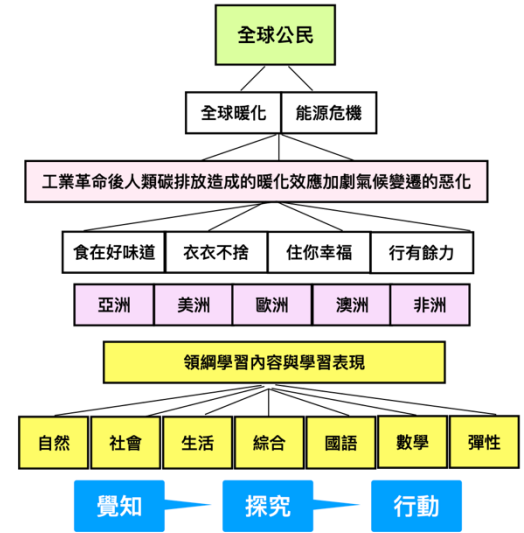 全球公民
全球暖化 能源危機
工業革命後人類碳排放造成的暖化效應加劇氣候變遷的惡化
食在好味道 衣衣不捨 住你幸福 行有餘力
亞洲 美洲 歐洲 澳洲 非洲
領綱學習內容與學習表現
自然 社會 生活 綜合 國語 數學 彈性
覺知 探究 行動